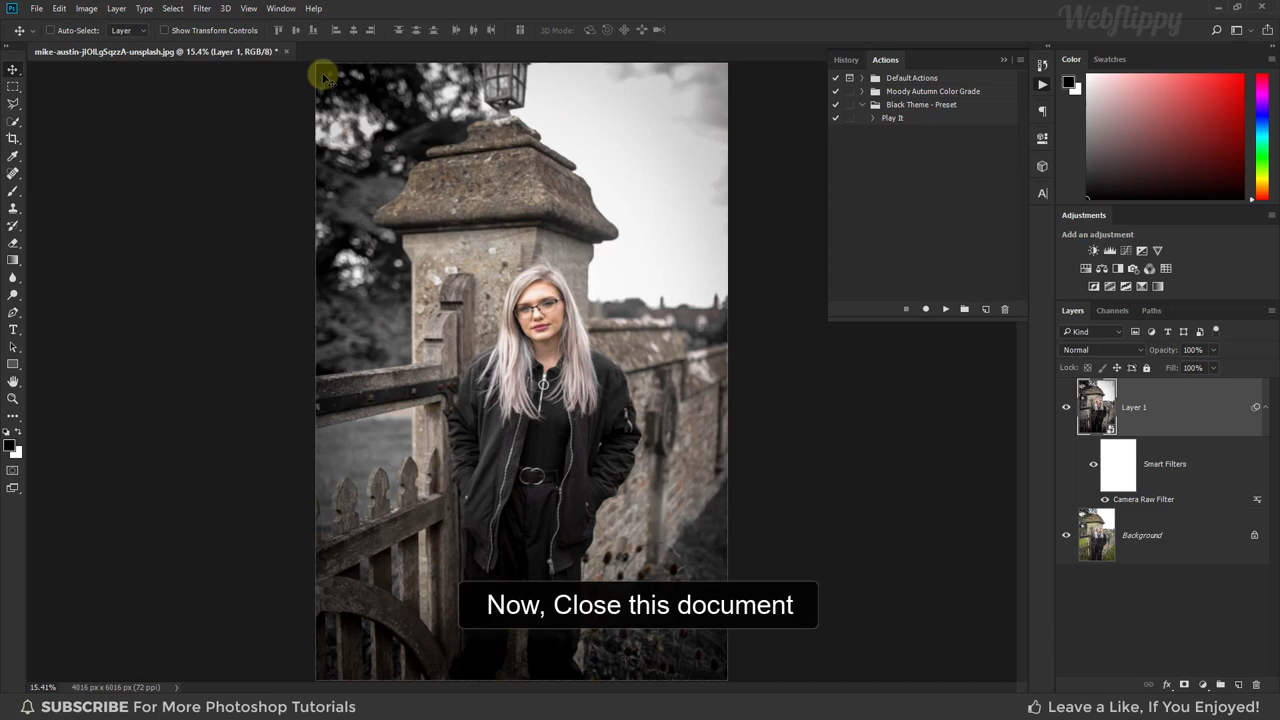 Ps File Edit Image Layer Type Select Filter 3D View Window Help
Webflippy
Auto-Select: Layer Show Transform Controls 3D Mode:
mike-austin-jlOlLgSqzzA-unsplash.jpg @ 15.4% (Layer 1, RGB/8) *
History Actions
Default Actions
Moody Autumn Color Grade
Black Theme - Preset
Play It
Color Swatches
Adjustments
Add an adjustment
Layers Channels Paths
Kind
Normal Opacity: 100%
Lock: Fill: 100%
Layer 1
Smart Filters
Camera Raw Filter
Background
Now, Close this document
15.41% 4016 px x 6016 px (72 ppi)
SUBSCRIBE For More Photoshop Tutorials
Leave a Like, If You Enjoyed!